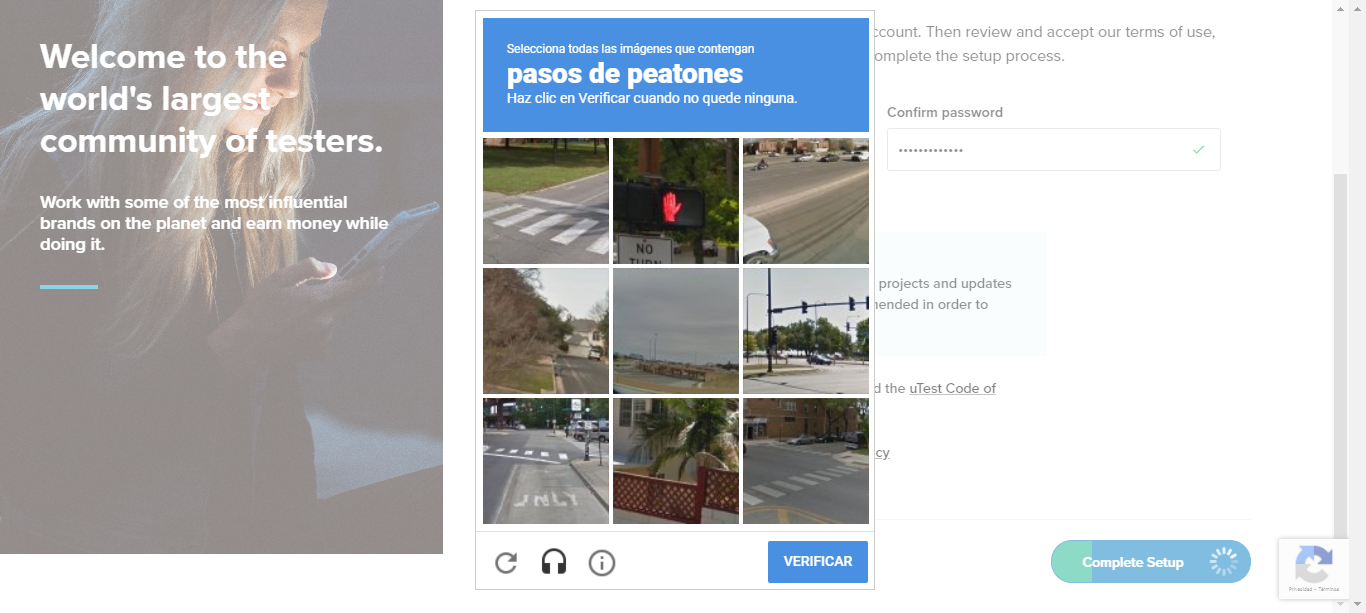 Welcome to the
world's largest
community of testers.
Work with some of the most influential
brands on the planet and earn money while
doing it.
Selecciona todas las imágenes que contengan
pasos de peatones
Haz clic en Verificar cuando no quede ninguna.
NO
TURN
ONLY
VERIFICAR
ccount. Then review and accept our terms of use,
omplete the setup process.
Confirm password
•••••••••••••
projects and updates
ended in order to
d the uTest Code of
cy
Complete Setup
Privacidad - Términos